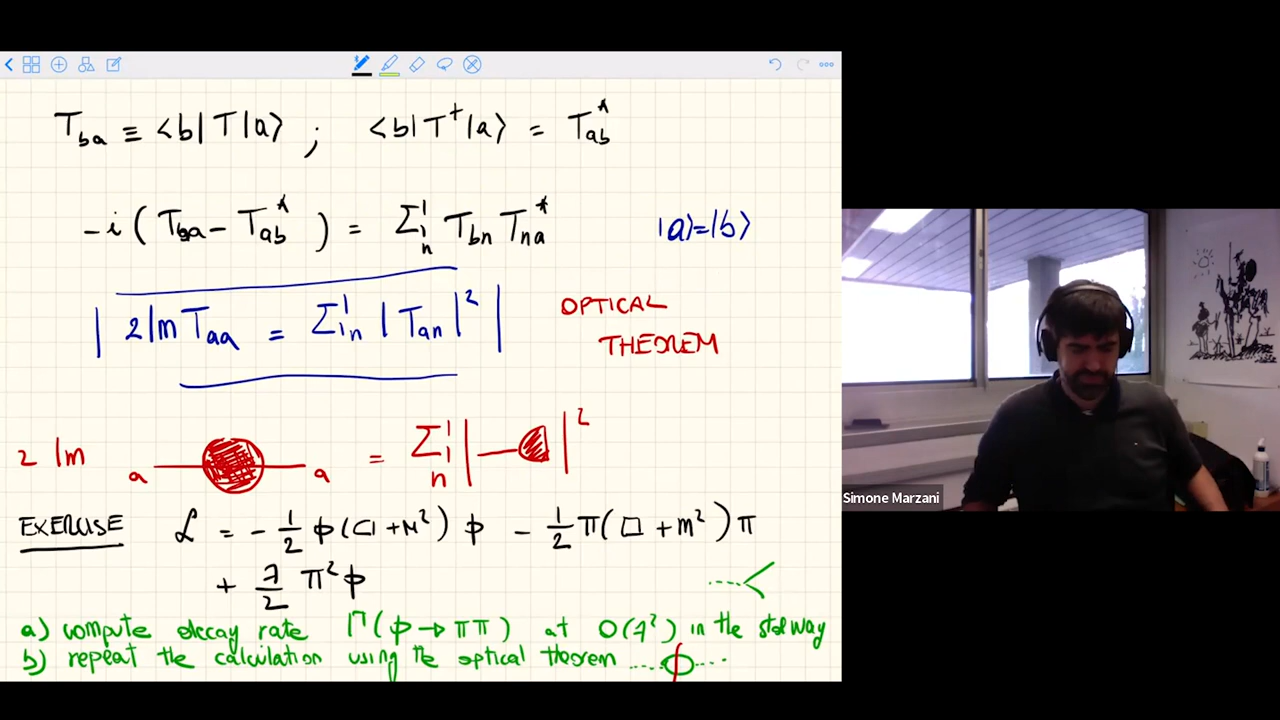 T_ba ≡ ⟨b|T|a⟩ ; ⟨b|T†|a⟩ = T*_ab
-i ( T_ba - T*_ab ) = Σ'_n T_bn T*_na |a⟩=|b⟩
| 2 Im T_aa = Σ'_n |T_an|² | OPTICAL
THEOREM
2 Im a a = Σ'_n | |²
Simone Marzani
EXERCISE ℒ = - 1/2 ϕ(□+M²) ϕ - 1/2 π(□+m²) π
+ λ/2 π² ϕ
a) compute decay rate Γ(ϕ→ππ) at O(λ²) in the std way
b) repeat the calculation using the optical theorem